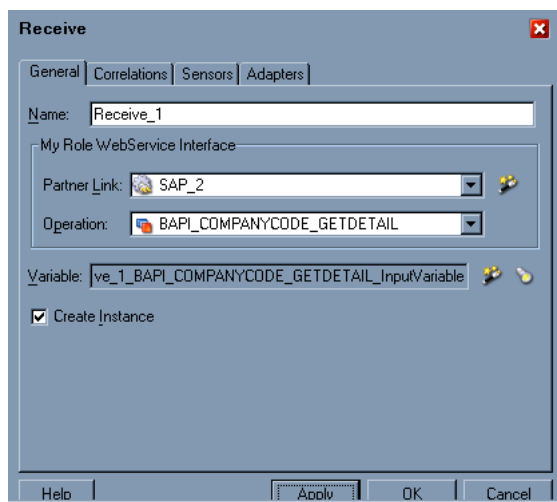 Receive
General Correlations Sensors Adapters
Name: Receive_1
My Role WebService Interface
Partner Link: SAP_2
Operation: BAPI_COMPANYCODE_GETDETAIL
Variable: ve_1_BAPI_COMPANYCODE_GETDETAIL_InputVariable
Create Instance
Help Apply OK Cancel